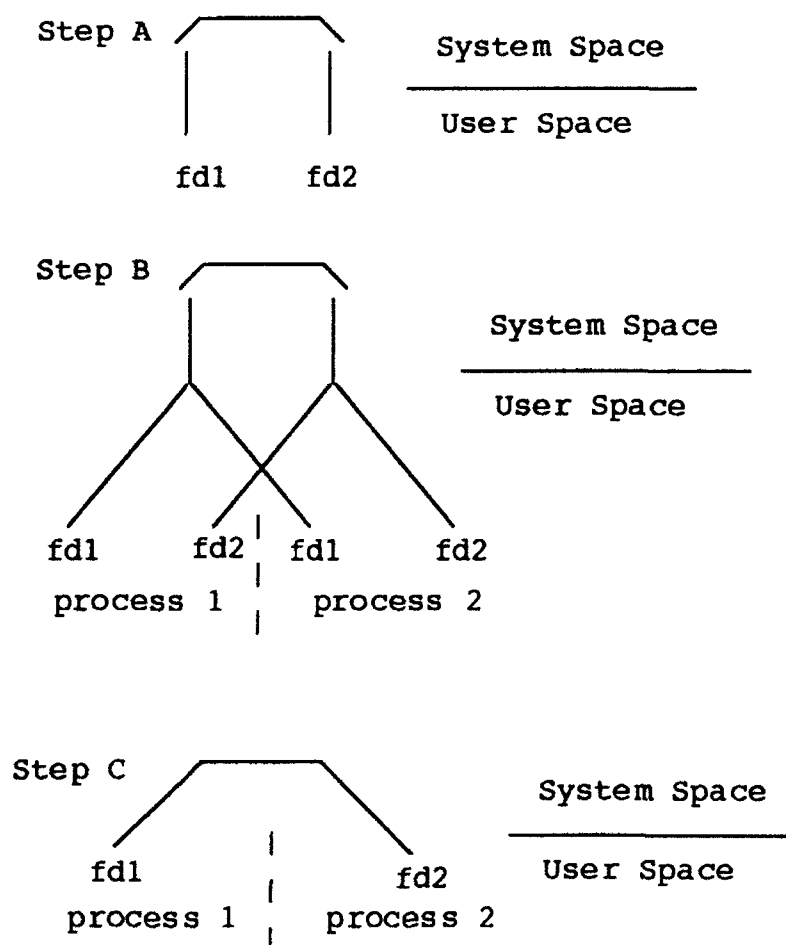 Step A
System Space
User Space
fd1 fd2
Step B
System Space
User Space
fd1 fd2 fd1 fd2
process 1 process 2
Step C
System Space
User Space
fd1 fd2
process 1 process 2